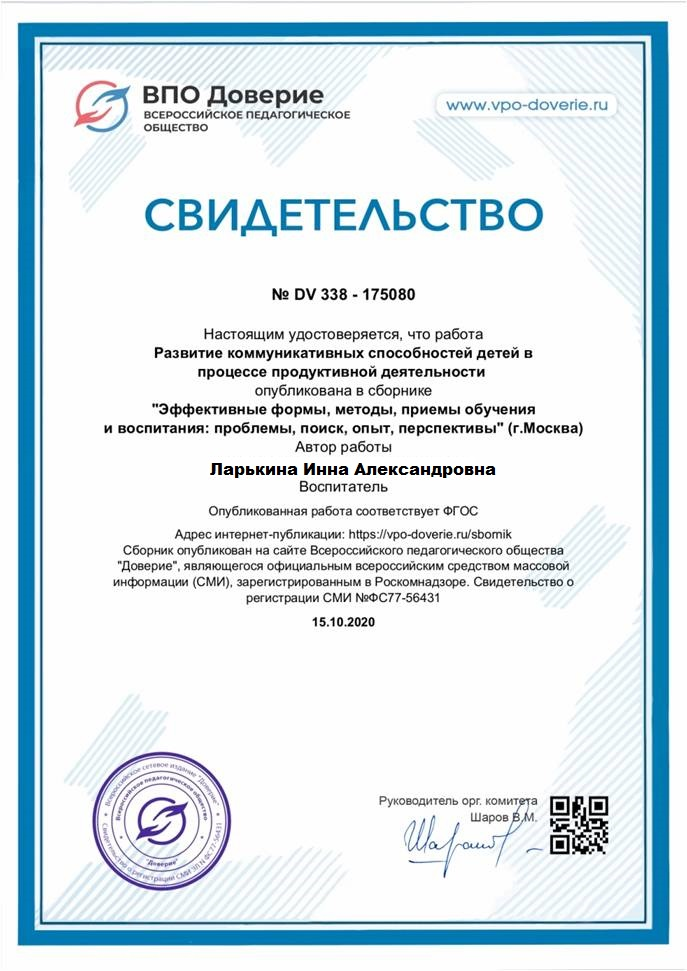 ВПО Доверие
ВСЕРОССИЙСКОЕ ПЕДАГОГИЧЕСКОЕ
ОБЩЕСТВО
www.vpo-doverie.ru
СВИДЕТЕЛЬСТВО
№ DV 338 - 175080
Настоящим удостоверяется, что работа
Развитие коммуникативных способностей детей в
процессе продуктивной деятельности
опубликована в сборнике
"Эффективные формы, методы, приемы обучения
и воспитания: проблемы, поиск, опыт, перспективы" (г.Москва)
Автор работы
Ларькина Инна Александровна
Воспитатель
Опубликованная работа соответствует ФГОС
Адрес интернет-публикации: https://vpo-doverie.ru/sbornik
Сборник опубликован на сайте Всероссийского педагогического общества
"Доверие", являющегося официальным всероссийским средством массовой
информации (СМИ), зарегистрированным в Роскомнадзоре. Свидетельство о
регистрации СМИ №ФС77-56431
15.10.2020
Всероссийское сетевое издание "Доверие"
Свидетельство о регистрации СМИ ЭЛ № ФС77-56431
Всероссийское педагогическое общество
"Доверие"
Руководитель орг. комитета
Шаров В.М.